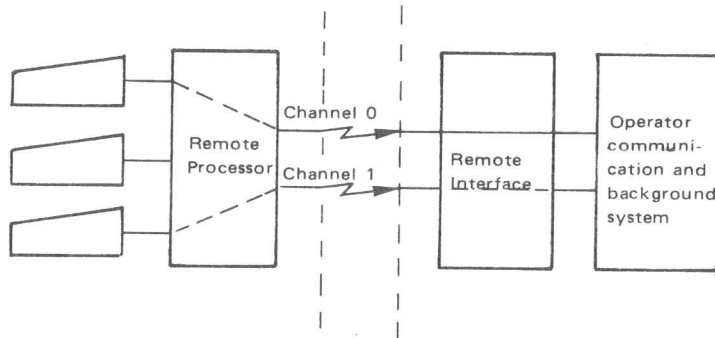 Channel 0
Remote
Processor
Channel 1
Remote
Interface
Operator
communi-
cation and
background
system